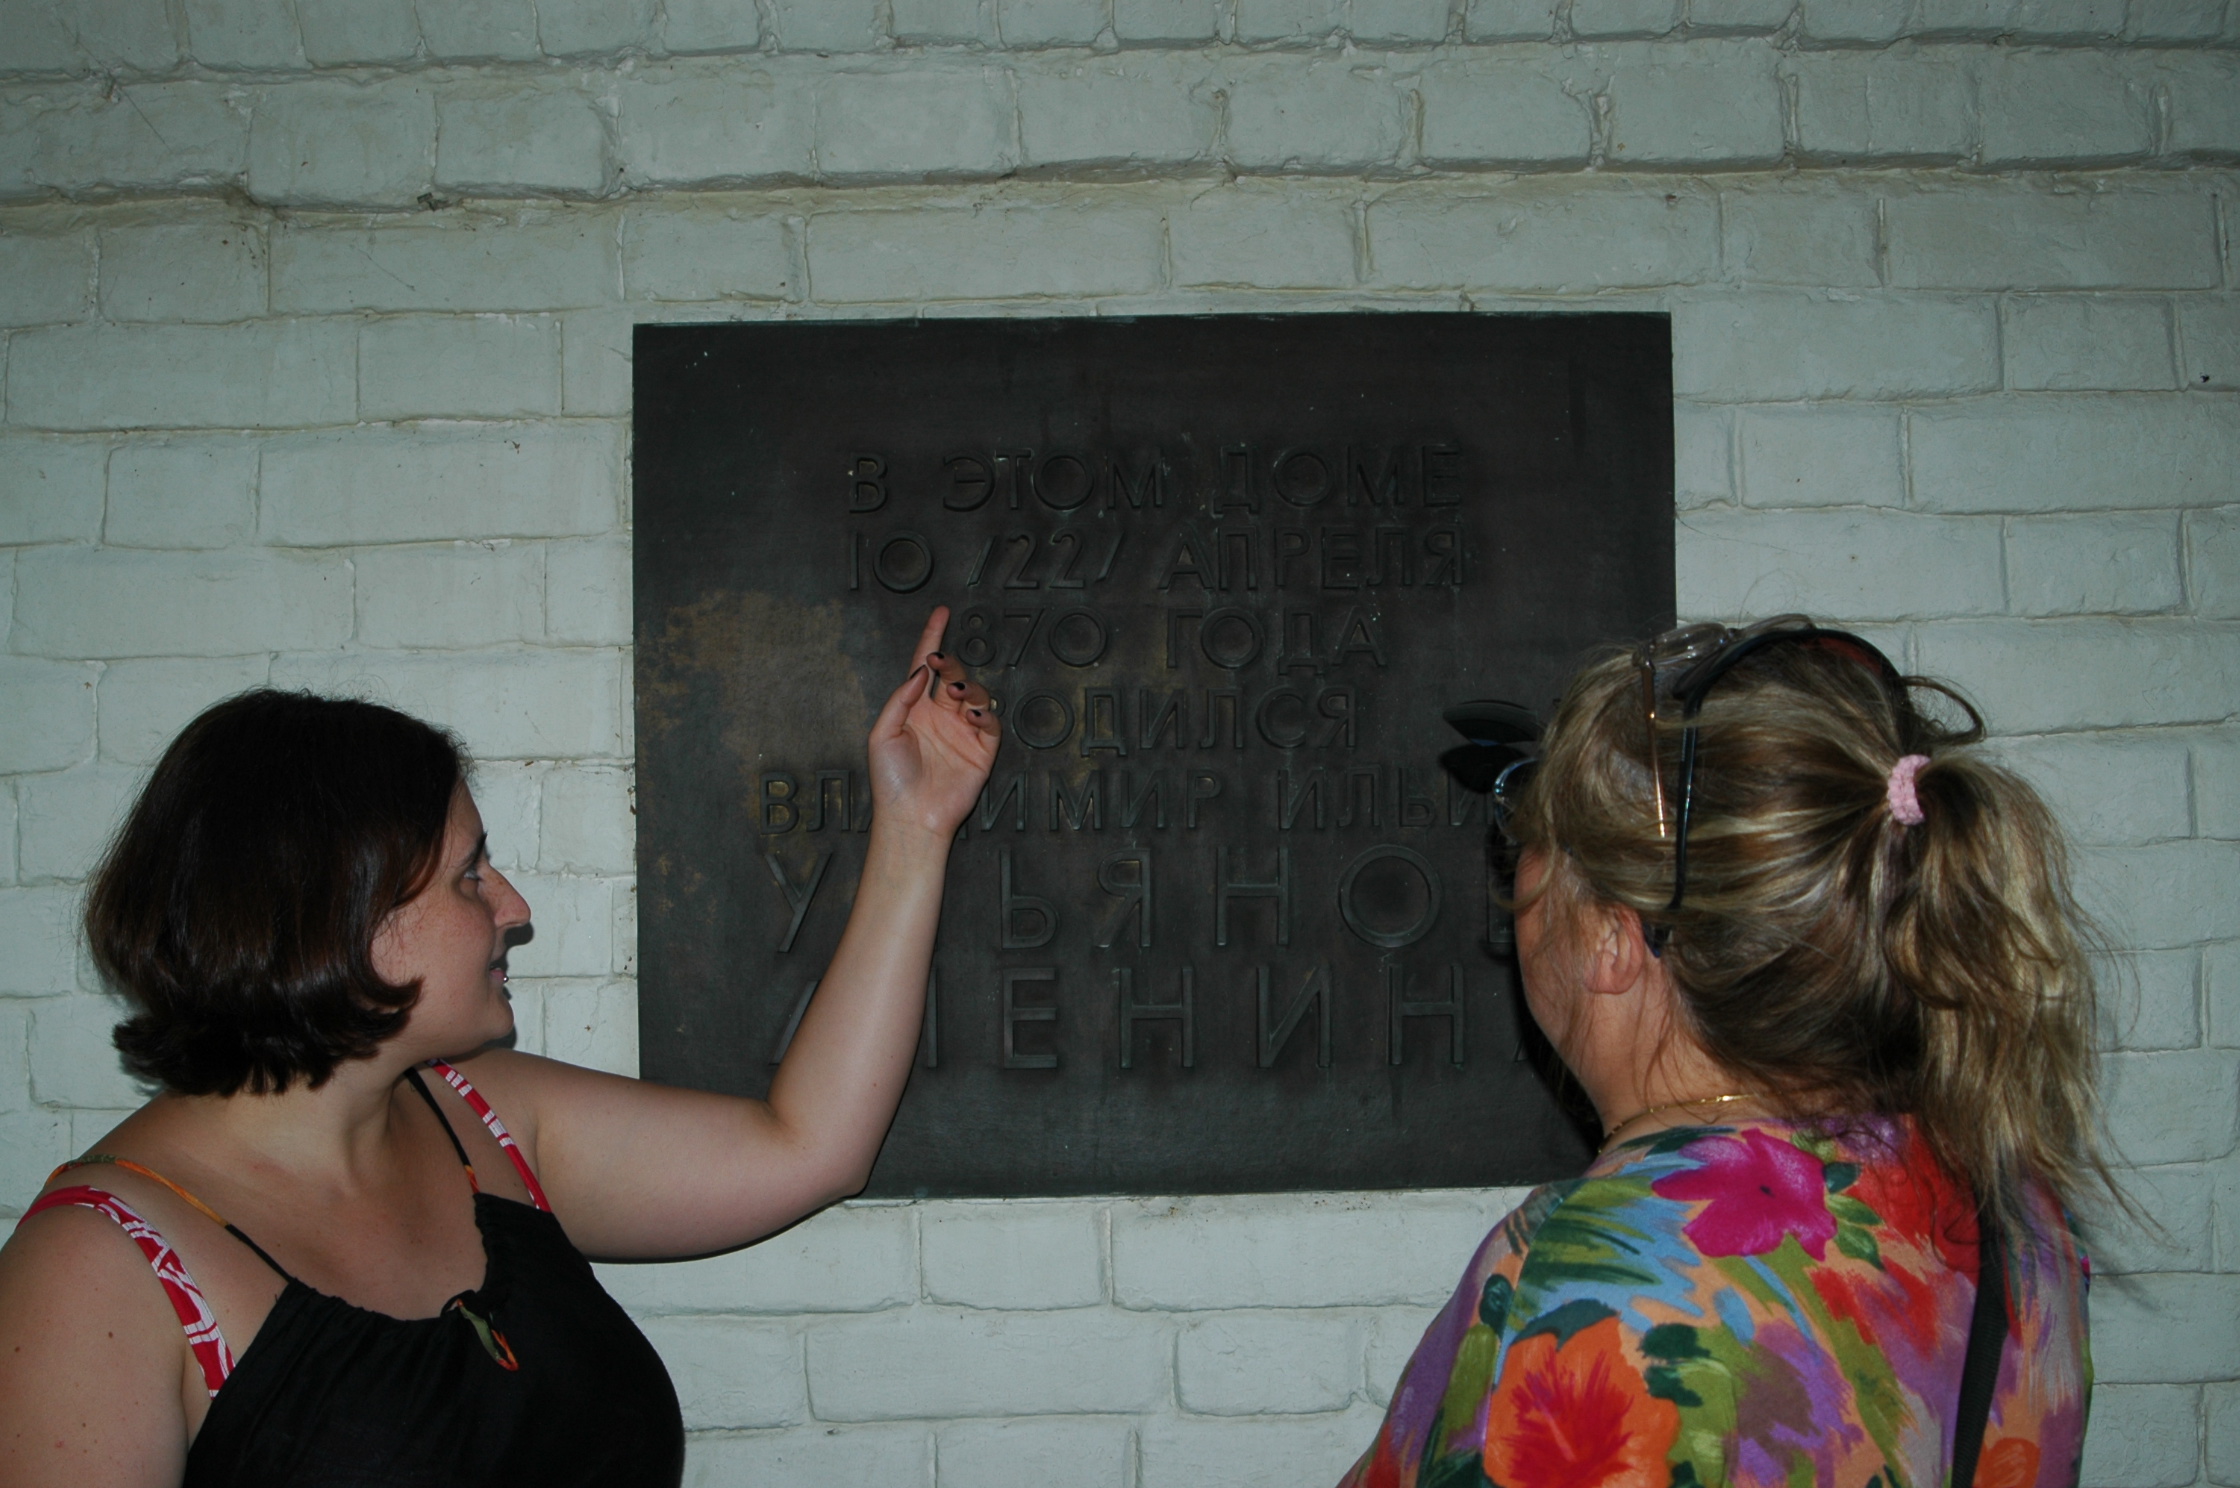 В ЭТОМ ДОМЕ
10 /22/ АПРЕЛЯ
1870 ГОДА
РОДИЛСЯ
ВЛАДИМИР ИЛЬИЧ
УЛЬЯНОВ
ЛЕНИН